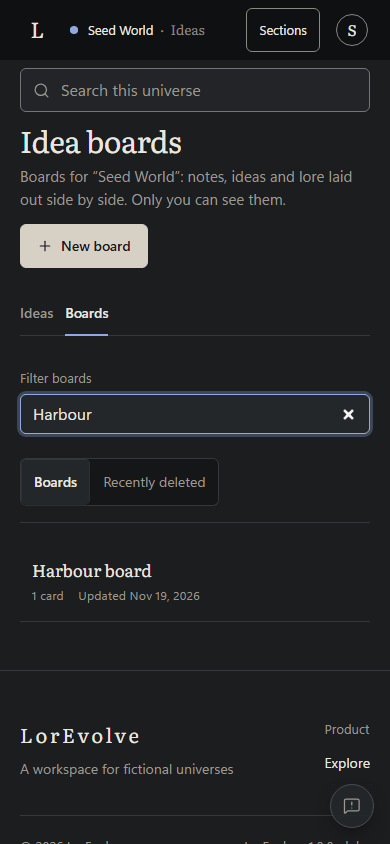 L
Seed World · Ideas
Sections
S
Search this universe
Idea boards
Boards for “Seed World”: notes, ideas and lore laid
out side by side. Only you can see them.
New board
Ideas
Boards
Filter boards
Harbour
Boards
Recently deleted
Harbour board
1 card Updated Nov 19, 2026
LorEvolve
A workspace for fictional universes
Product
Explore